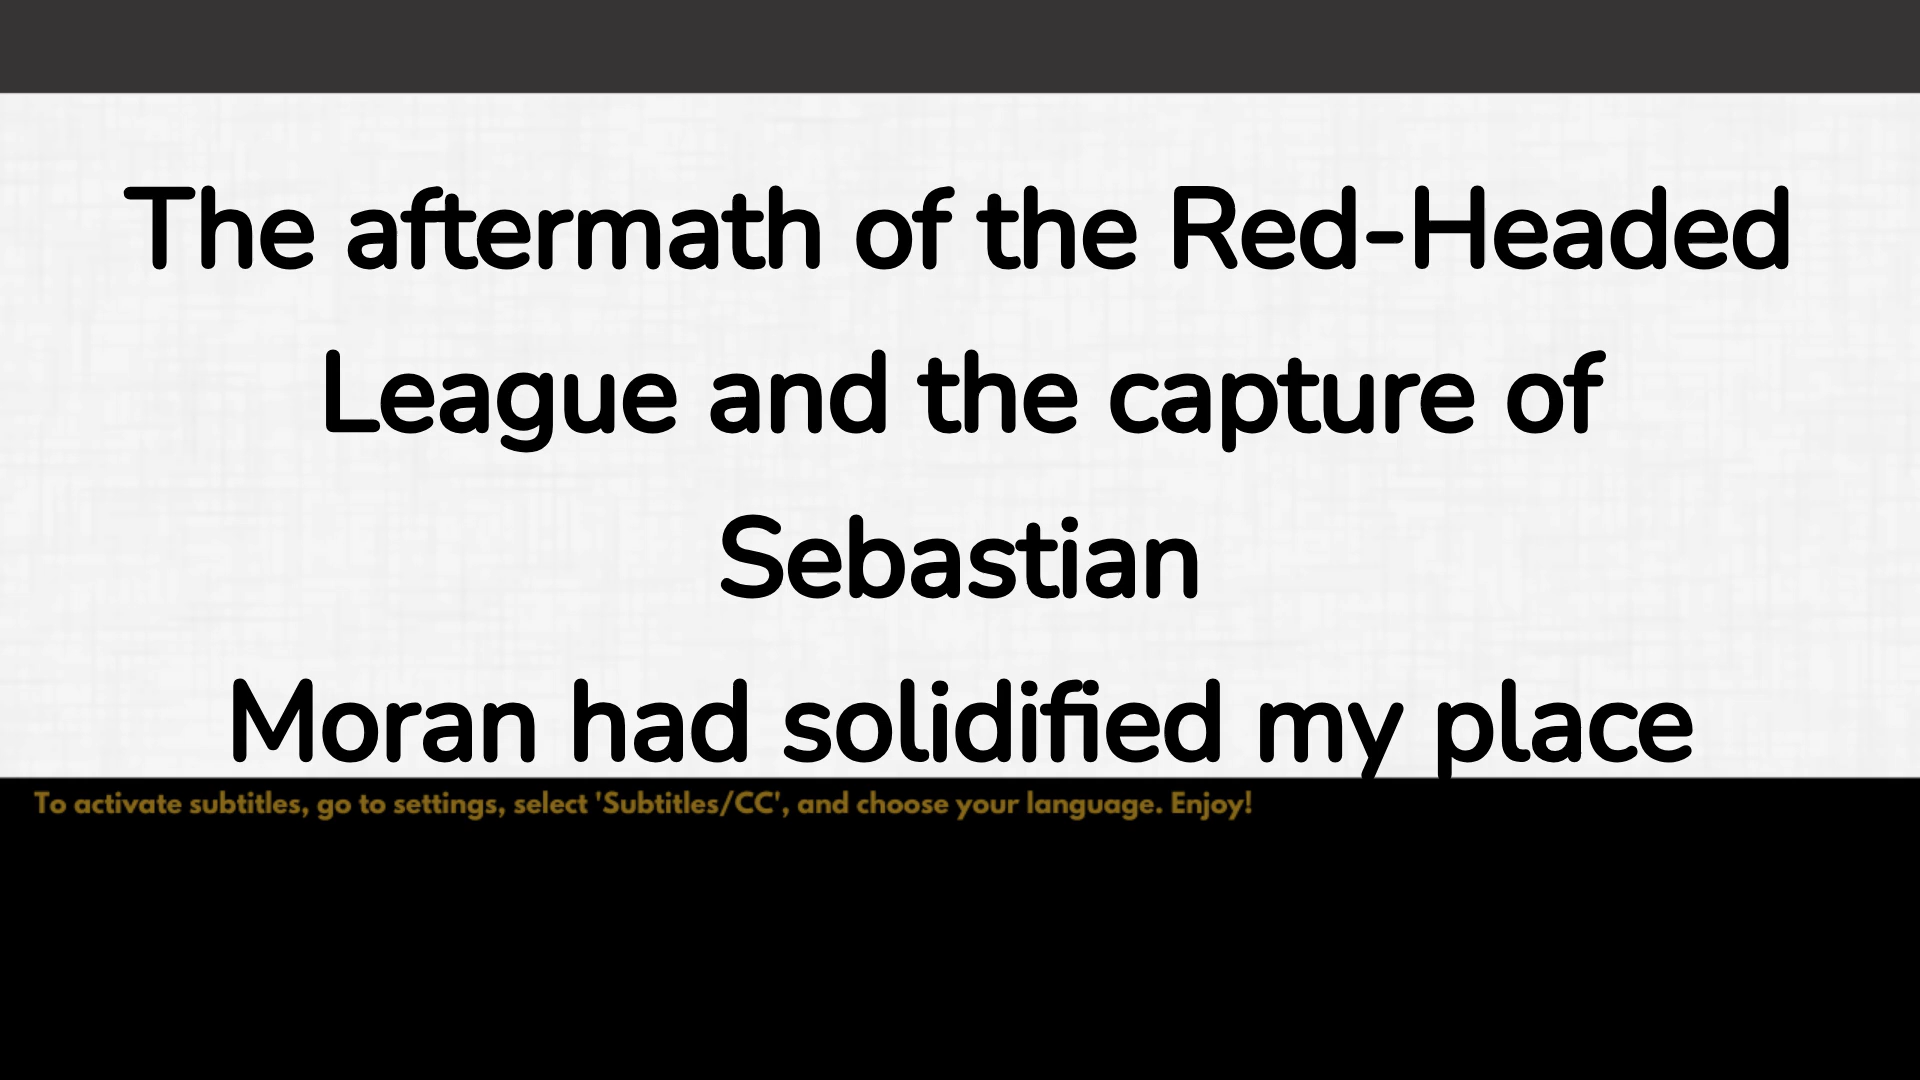 The aftermath of the Red-Headed
League and the capture of
Sebastian
Moran had solidified my place
To activate subtitles, go to settings, select 'Subtitles/CC', and choose your language. Enjoy!